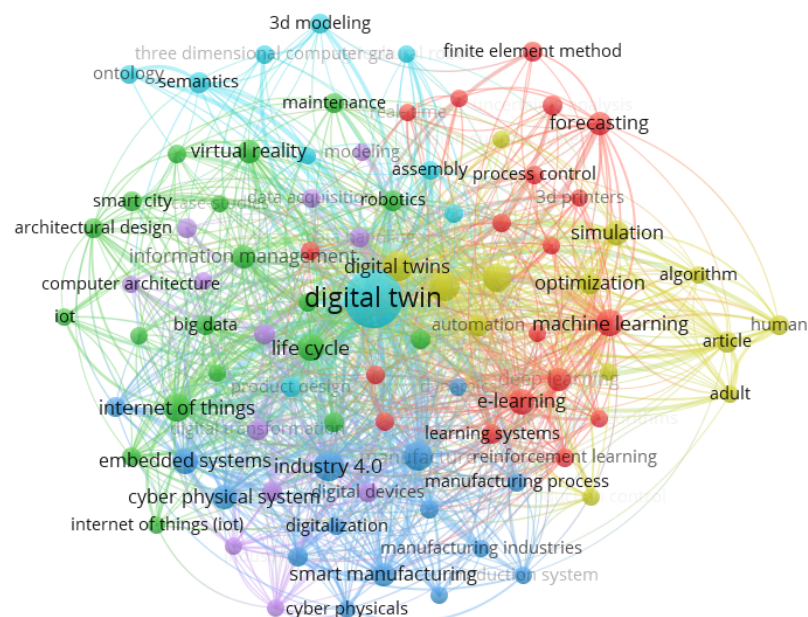 3d modeling
three dimensional computer gra
finite element method
ontology
semantics
maintenance
real-time
forecasting
virtual reality
modeling
assembly
process control
smart city
data acquisition
robotics
3d printers
architectural design
simulation
information management
digital twins
computer architecture
optimization
algorithm
digital twin
iot
big data
automation
machine learning
human
life cycle
article
product design
deep learning
adult
internet of things
e-learning
digital transformation
learning systems
embedded systems
industry 4.0
manufacture
reinforcement learning
cyber physical system
digital devices
manufacturing process
control
internet of things (iot)
digitalization
manufacturing industries
smart manufacturing
cyber physicals